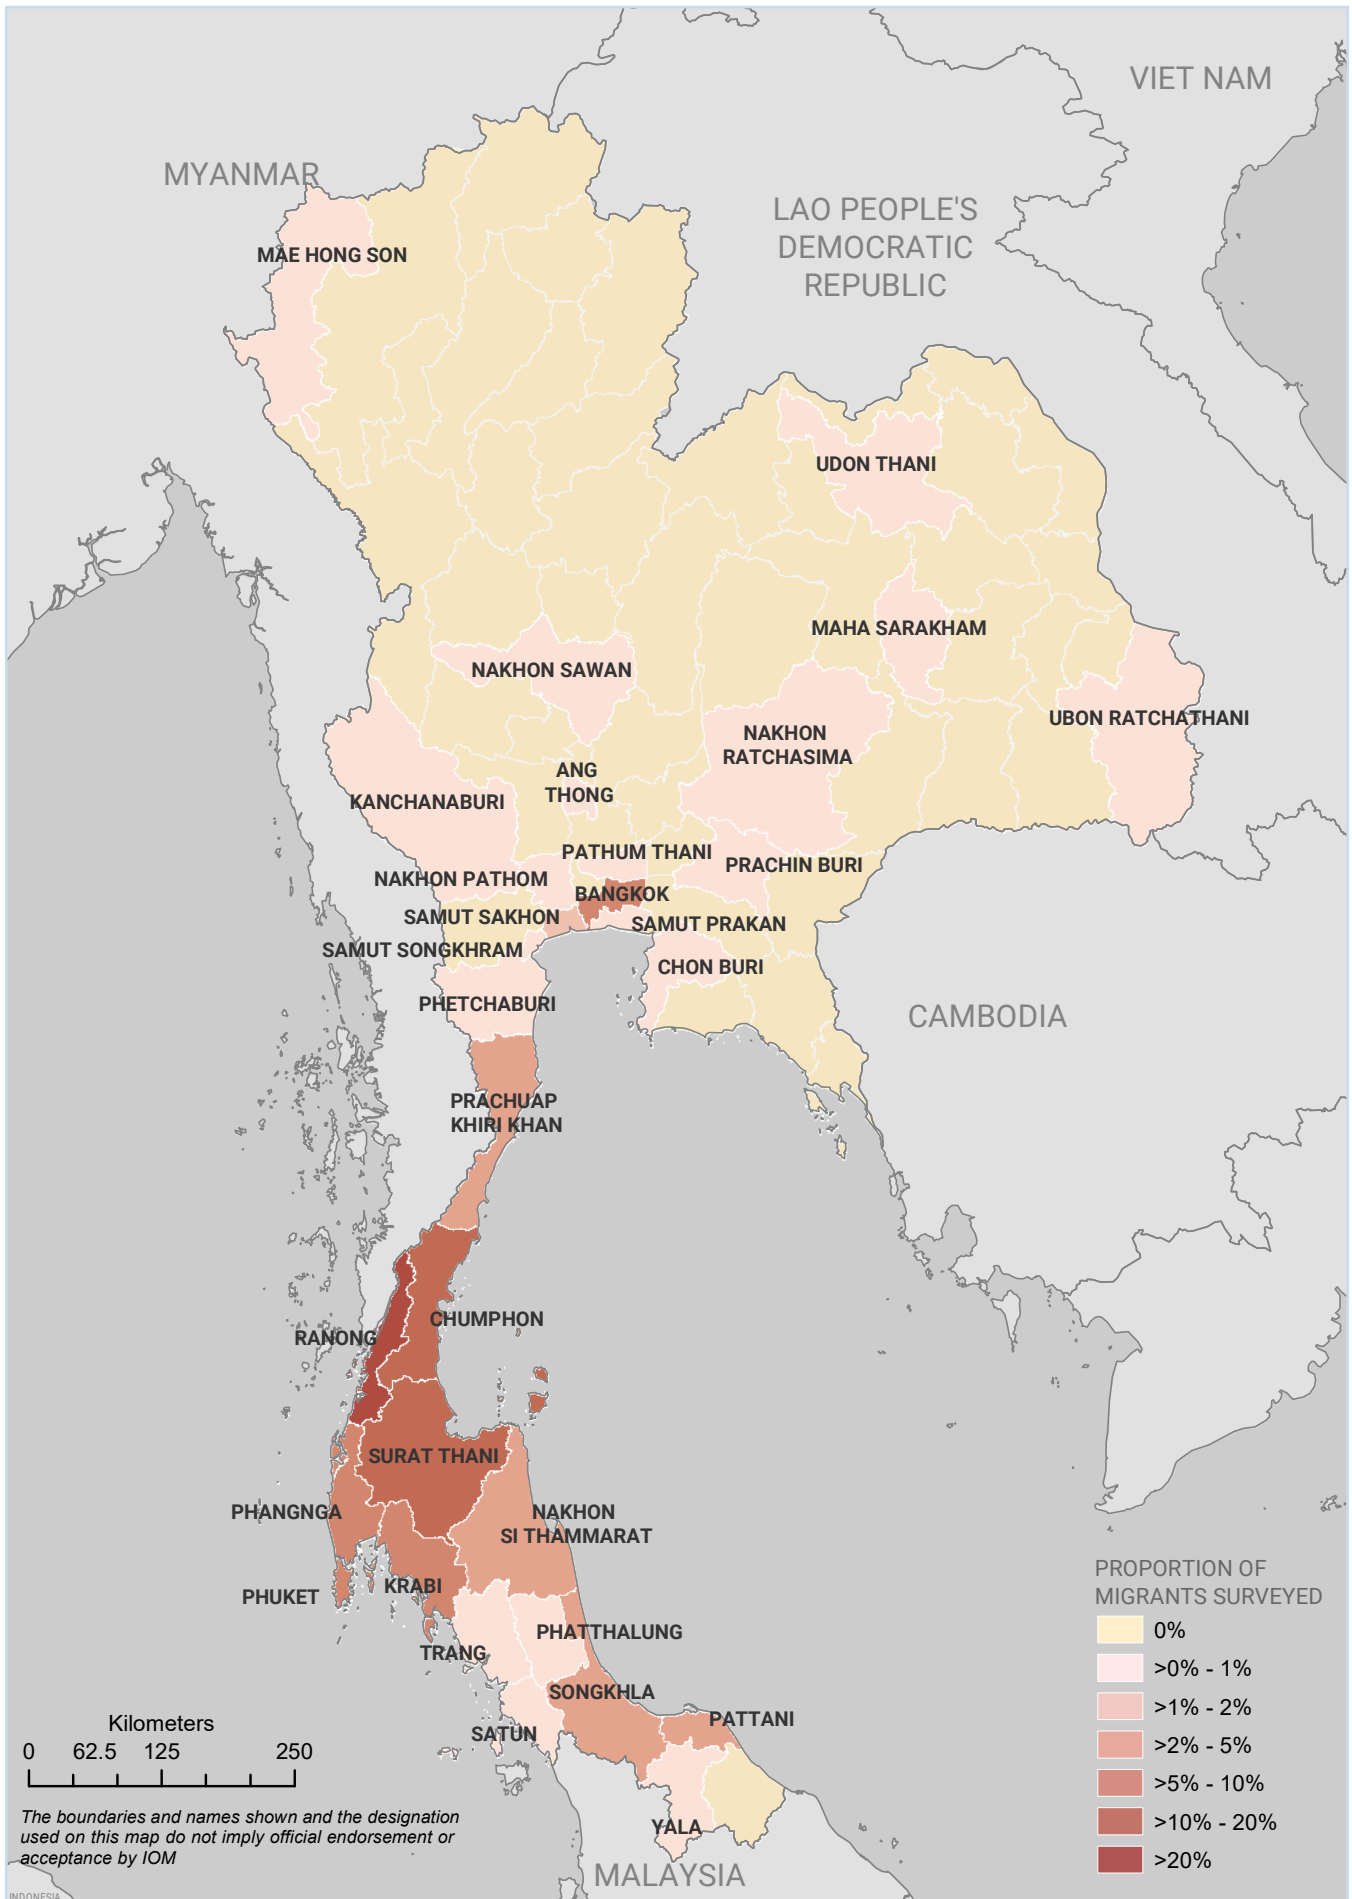 VIET NAM
MYANMAR
LAO PEOPLE'S
DEMOCRATIC
REPUBLIC
MAE HONG SON
UDON THANI
MAHA SARAKHAM
NAKHON SAWAN
UBON RATCHATHANI
NAKHON
RATCHASIMA
ANG
THONG
KANCHANABURI
PATHUM THANI
PRACHIN BURI
NAKHON PATHOM
BANGKOK
SAMUT SAKHON
SAMUT PRAKAN
SAMUT SONGKHRAM
CHON BURI
PHETCHABURI
CAMBODIA
PRACHUAP
KHIRI KHAN
CHUMPHON
RANONG
SURAT THANI
PHANGNGA
NAKHON
SI THAMMARAT
KRABI
PHUKET
PHATTHALUNG
TRANG
SONGKHLA
PATTANI
SATUN
YALA
MALAYSIA
PROPORTION OF
MIGRANTS SURVEYED
0%
>0% - 1%
>1% - 2%
>2% - 5%
>5% - 10%
>10% - 20%
>20%
Kilometers
0 62.5 125 250
The boundaries and names shown and the designation
used on this map do not imply official endorsement or
acceptance by IOM
INDONESIA